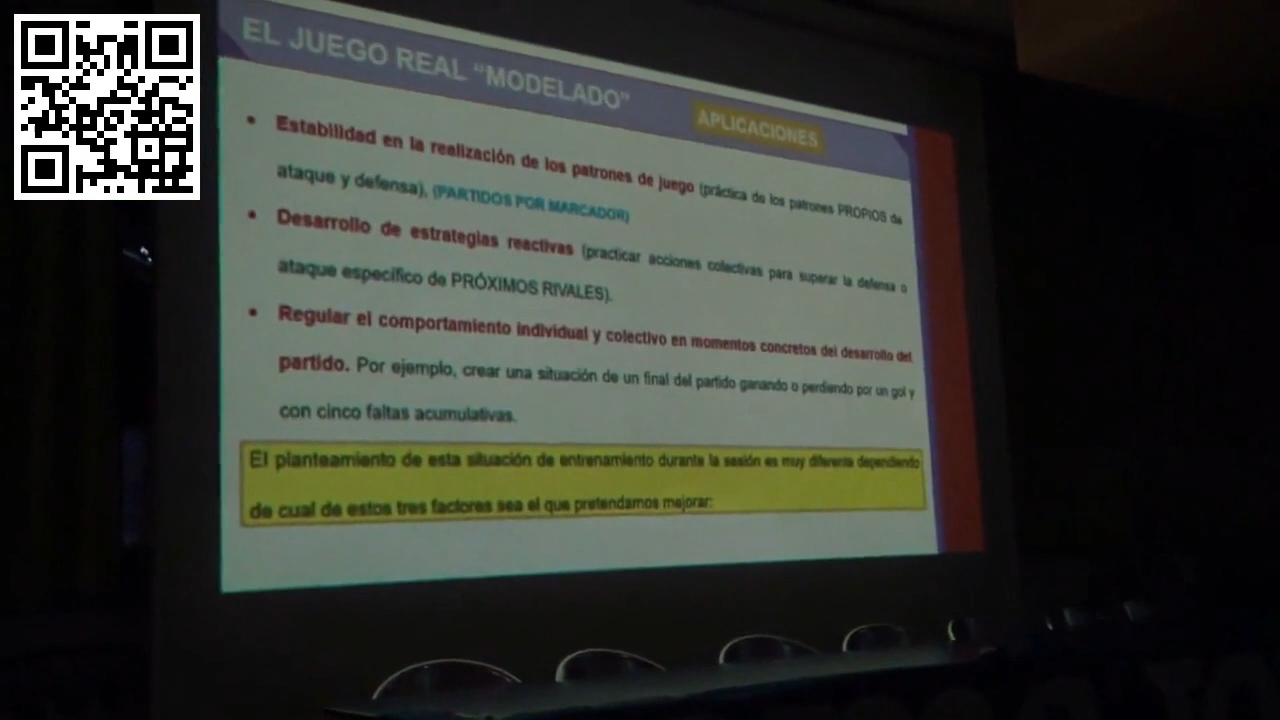 EL JUEGO REAL “MODELADO”
APLICACIONES
• Estabilidad en la realización de los patrones de juego (práctica de los patrones PROPIOS de
ataque y defensa), (PARTIDOS POR MARCADOR)
• Desarrollo de estrategias reactivas (practicar acciones colectivas para superar la defensa o
ataque específico de PRÓXIMOS RIVALES).
• Regular el comportamiento individual y colectivo en momentos concretos del desarrollo del
partido. Por ejemplo, crear una situación de un final del partido ganando o perdiendo por un gol y
con cinco faltas acumulativas.
El planteamiento de esta situación de entrenamiento durante la sesión es muy diferente dependiendo
de cual de estos tres factores sea el que pretendamos mejorar: